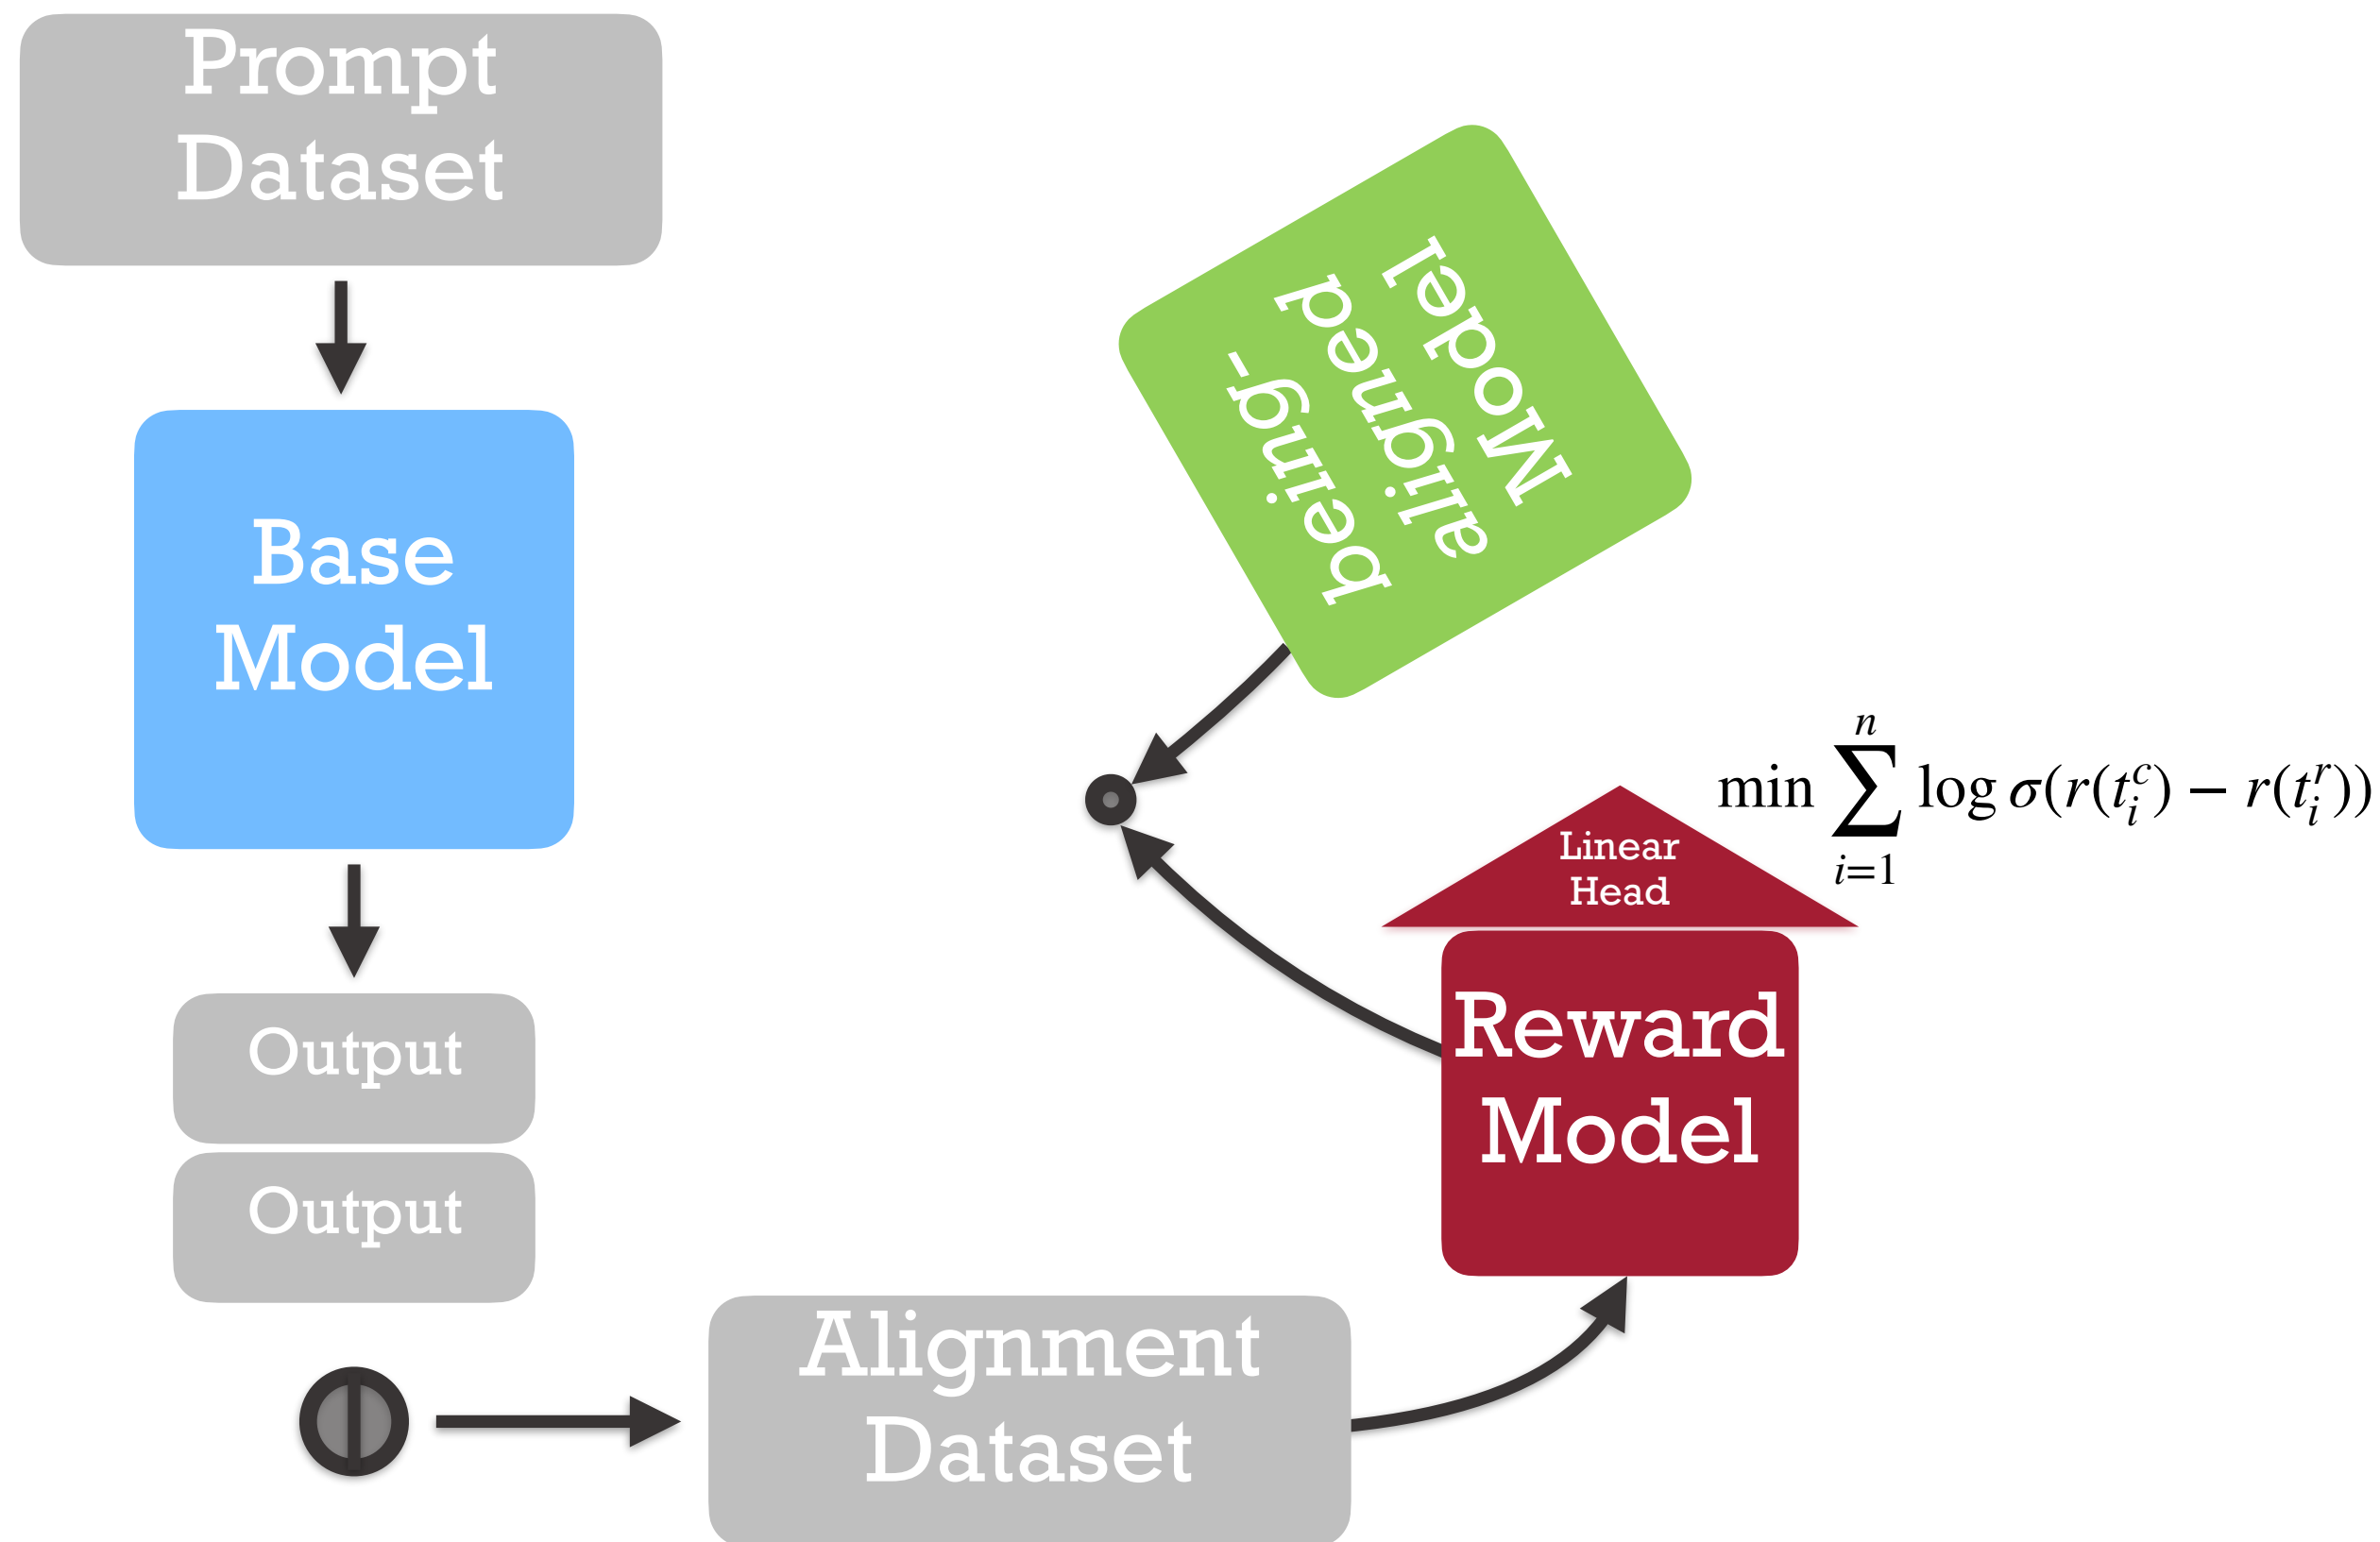 Prompt
Dataset
Base
Model
Output
Output
Alignment
Dataset
Model
being-
aligned
Linear
Head
Reward
Model
min \sum_{i=1}^{n} log σ(r(t_i^c) − r(t_i^r))